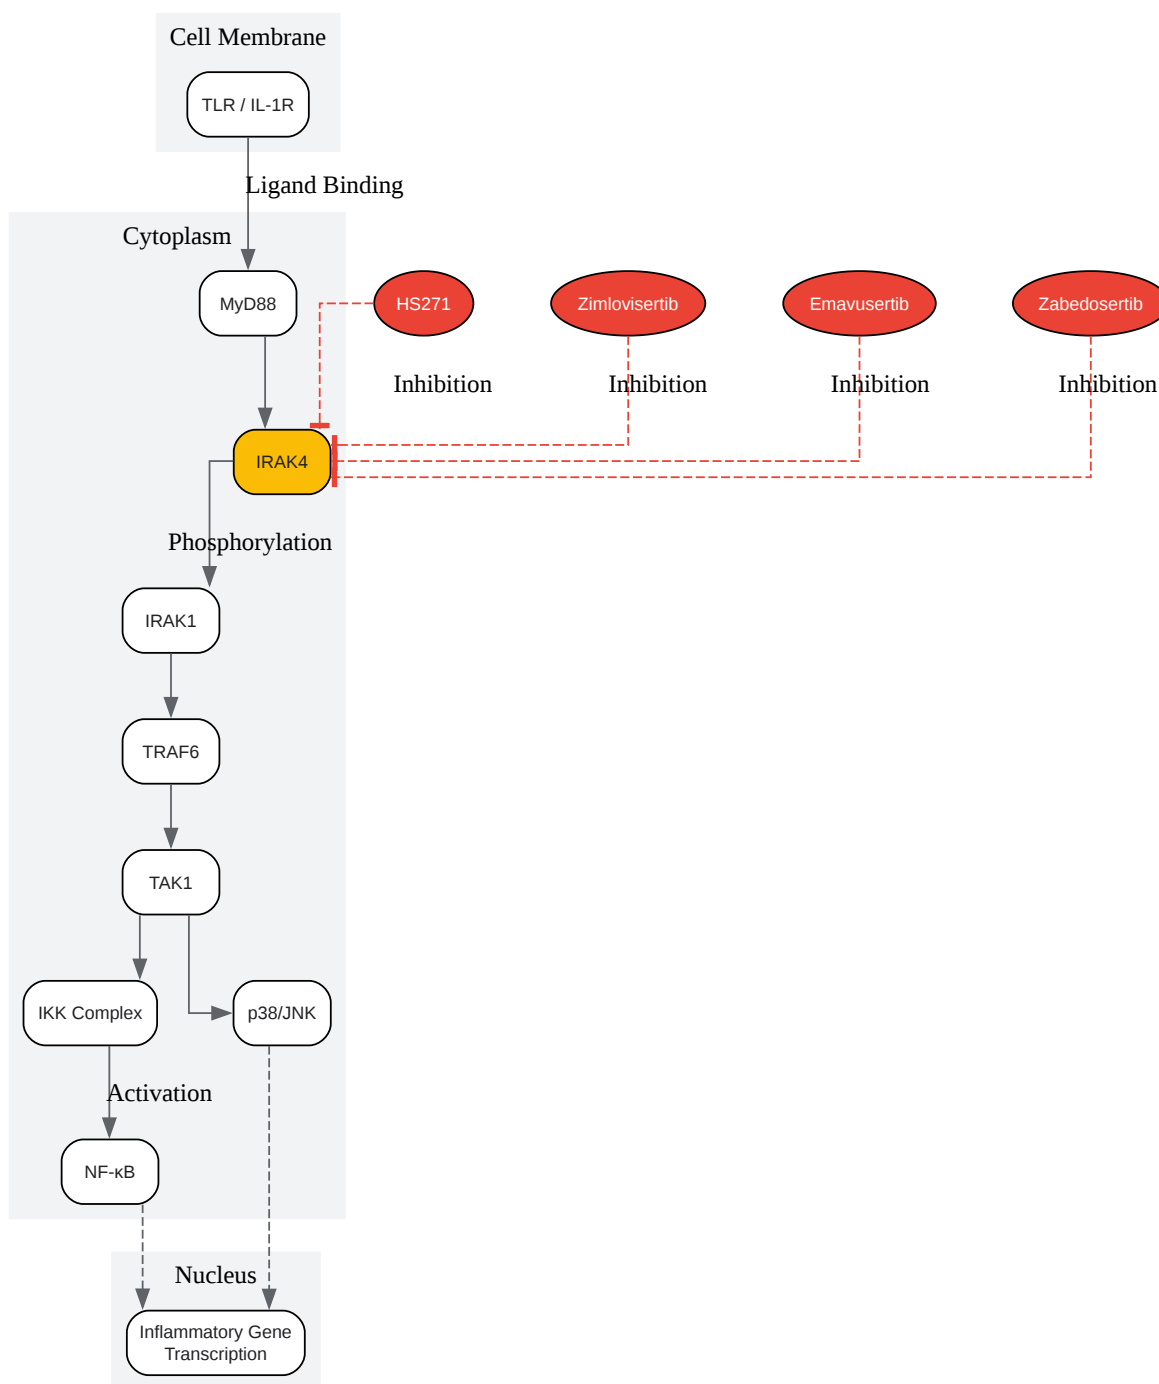 Cell Membrane
TLR / IL-1R
Ligand Binding
Cytoplasm
MyD88
HS271
Zimlovisertib
Emavusertib
Zabedosertib
Inhibition
Inhibition
Inhibition
Inhibition
IRAK4
Phosphorylation
IRAK1
TRAF6
TAK1
IKK Complex
p38/JNK
Activation
NF-κB
Nucleus
Inflammatory Gene
Transcription